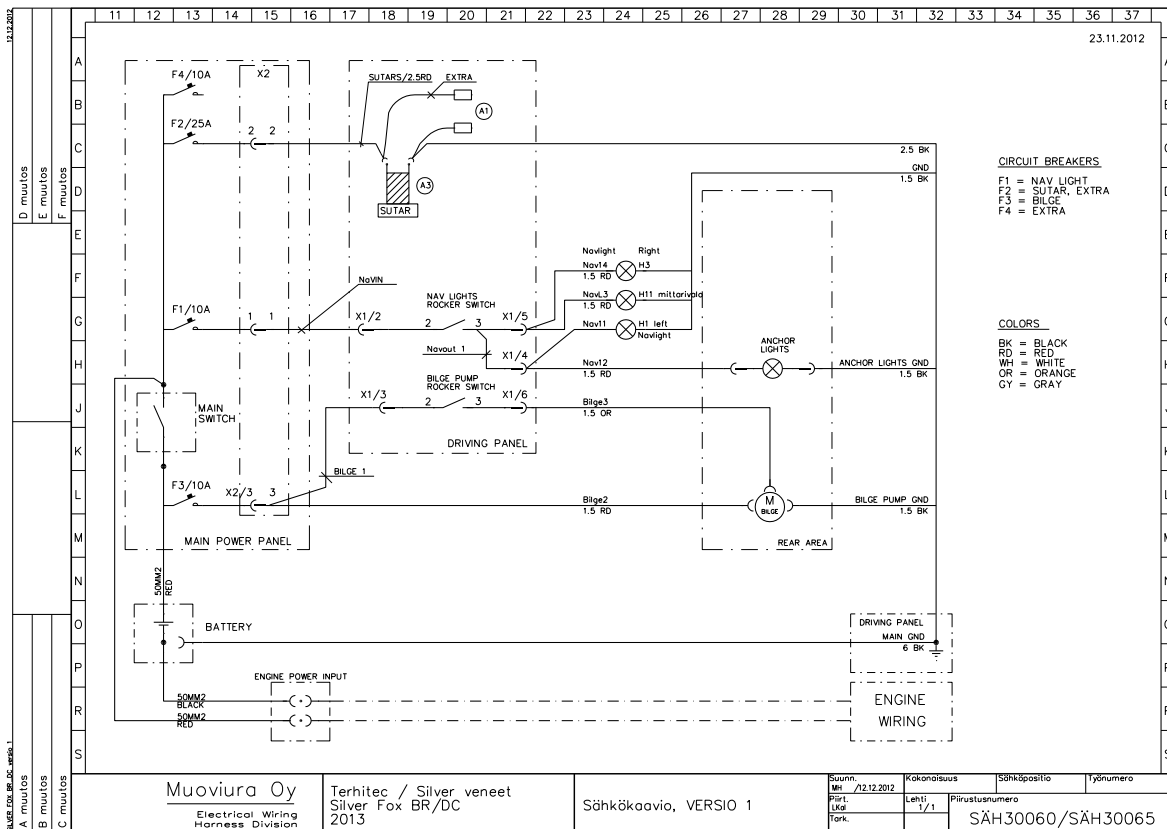 12.12.2012
11 12 13 14 15 16 17 18 19 20 21 22 23 24 25 26 27 28 29 30 31 32 33 34 35 36 37
23.11.2012
A
B
C
D
E
F
G
H
J
K
L
M
N
O
P
R
S
D muutos
E muutos
F muutos
A muutos
B muutos
C muutos
F4/10A
X2
SUTARS/2.5RD
EXTRA
A1
F2/25A
2 2
2.5 BK
GND
1.5 BK
A3
SUTAR
CIRCUIT BREAKERS
F1 = NAV LIGHT
F2 = SUTAR, EXTRA
F3 = BILGE
F4 = EXTRA
Navlight Right
Nav14 H3
1.5 RD
NaVIN
NAV LIGHTS
ROCKER SWITCH
NavL3 H11 mittarivalo
1.5 RD
F1/10A
1 1
X1/2
2 3
X1/5
Nav11 H1 left
Navlight
Navout 1
X1/4
Nav12
1.5 RD
ANCHOR
LIGHTS
ANCHOR LIGHTS GND
1.5 BK
COLORS
BK = BLACK
RD = RED
WH = WHITE
OR = ORANGE
GY = GRAY
BILGE PUMP
ROCKER SWITCH
MAIN
SWITCH
X1/3
2 3
X1/6
Bilge3
1.5 OR
DRIVING PANEL
BILGE 1
F3/10A
X2/3 3
Bilge2
1.5 RD
M
BILGE
BILGE PUMP GND
1.5 BK
MAIN POWER PANEL
REAR AREA
50MM2
RED
BATTERY
DRIVING PANEL
MAIN GND
6 BK
ENGINE POWER INPUT
50MM2
BLACK
50MM2
RED
ENGINE
WIRING
Muoviura Oy
Electrical Wiring
Harness Division
Terhitec / Silver veneet
Silver Fox BR/DC
2013
Sähkökaavio, VERSIO 1
Suunn.
MH /12.12.2012
Kokonaisuus
Sähköpositio
Työnumero
Piirt.
LKal
Lehti
1/1
Piirustusnumero
SÄH30060/SÄH30065
Tark.
SILVER FOX BR_DC versio 1